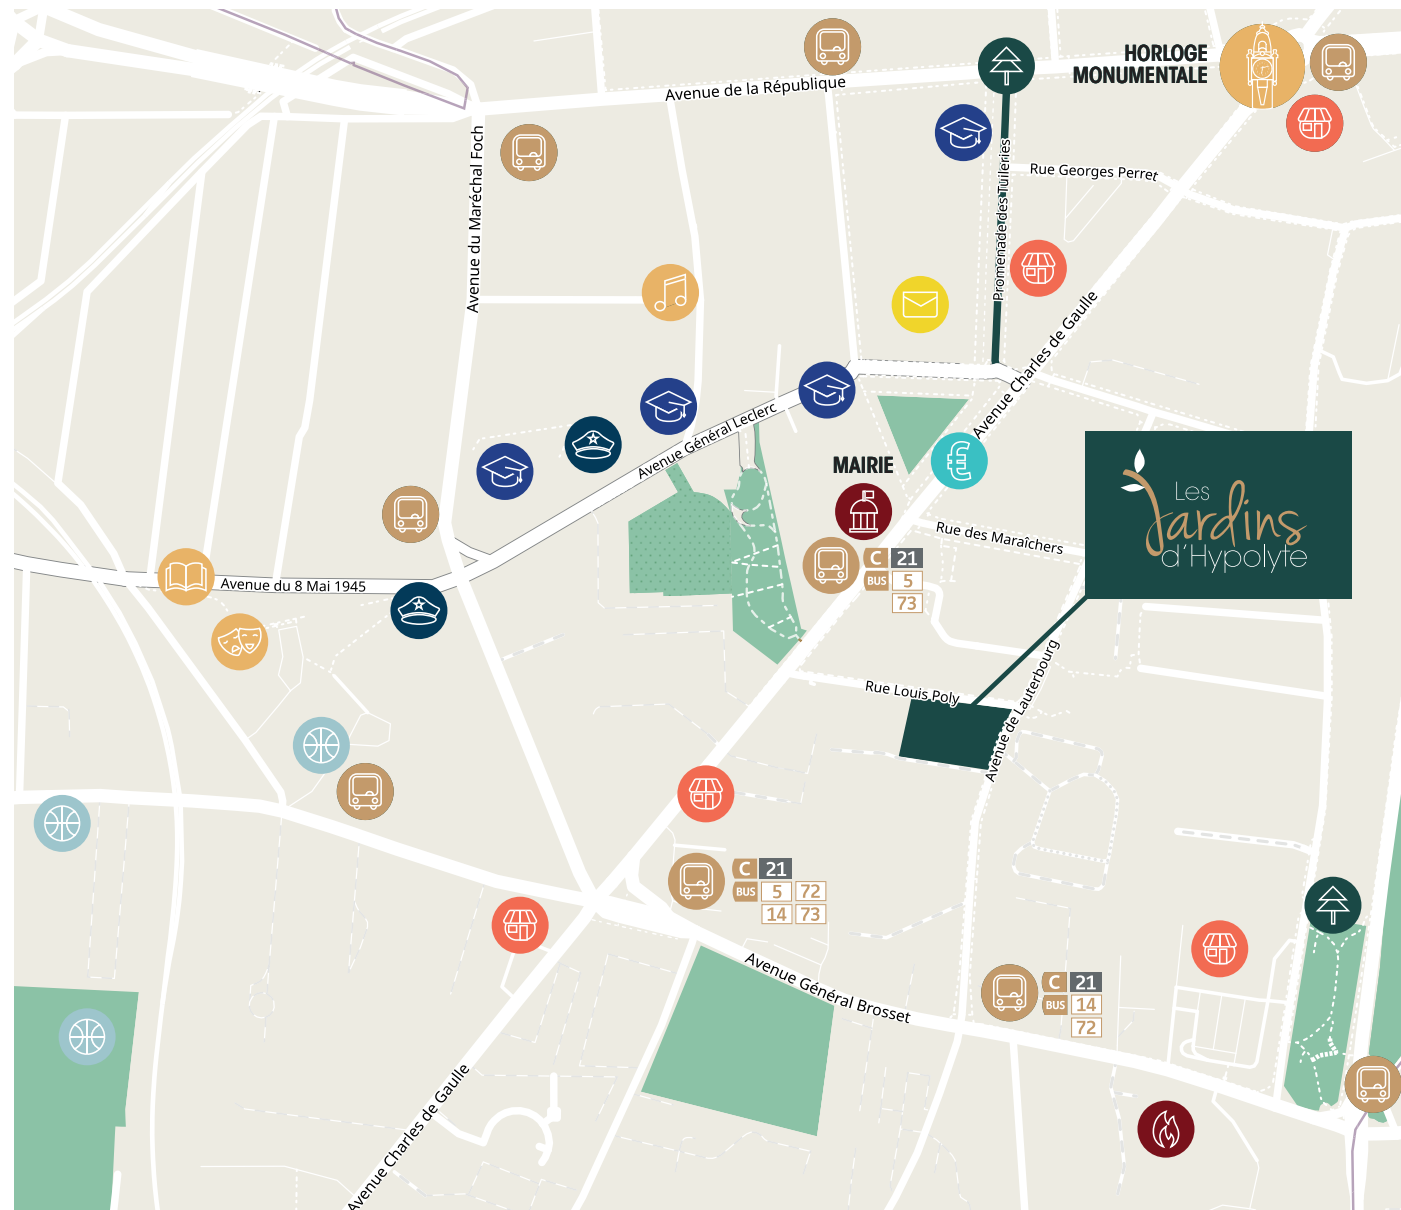 HORLOGE
MONUMENTALE
Avenue de la République
Avenue du Maréchal Foch
Promenade des Tuileries
Rue Georges Perret
Avenue Charles de Gaulle
Avenue Général Leclerc
MAIRIE
Les
Jardins
d'Hypolyte
Rue des Maraîchers
C 21
BUS 5
73
Avenue du 8 Mai 1945
Rue Louis Poly
Avenue de Lauterbourg
C 21
BUS 5 72
14 73
Avenue Général Brosset
C 21
BUS 14
72
Avenue Charles de Gaulle